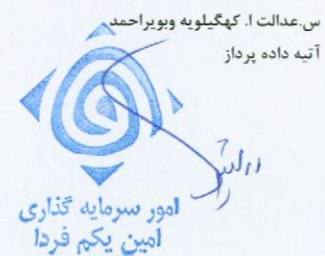 س.عدالت ا. کهگیلویه وبویراحمد
آتیه داده پرداز
امور سرمایه گذاری
امین یکم فردا